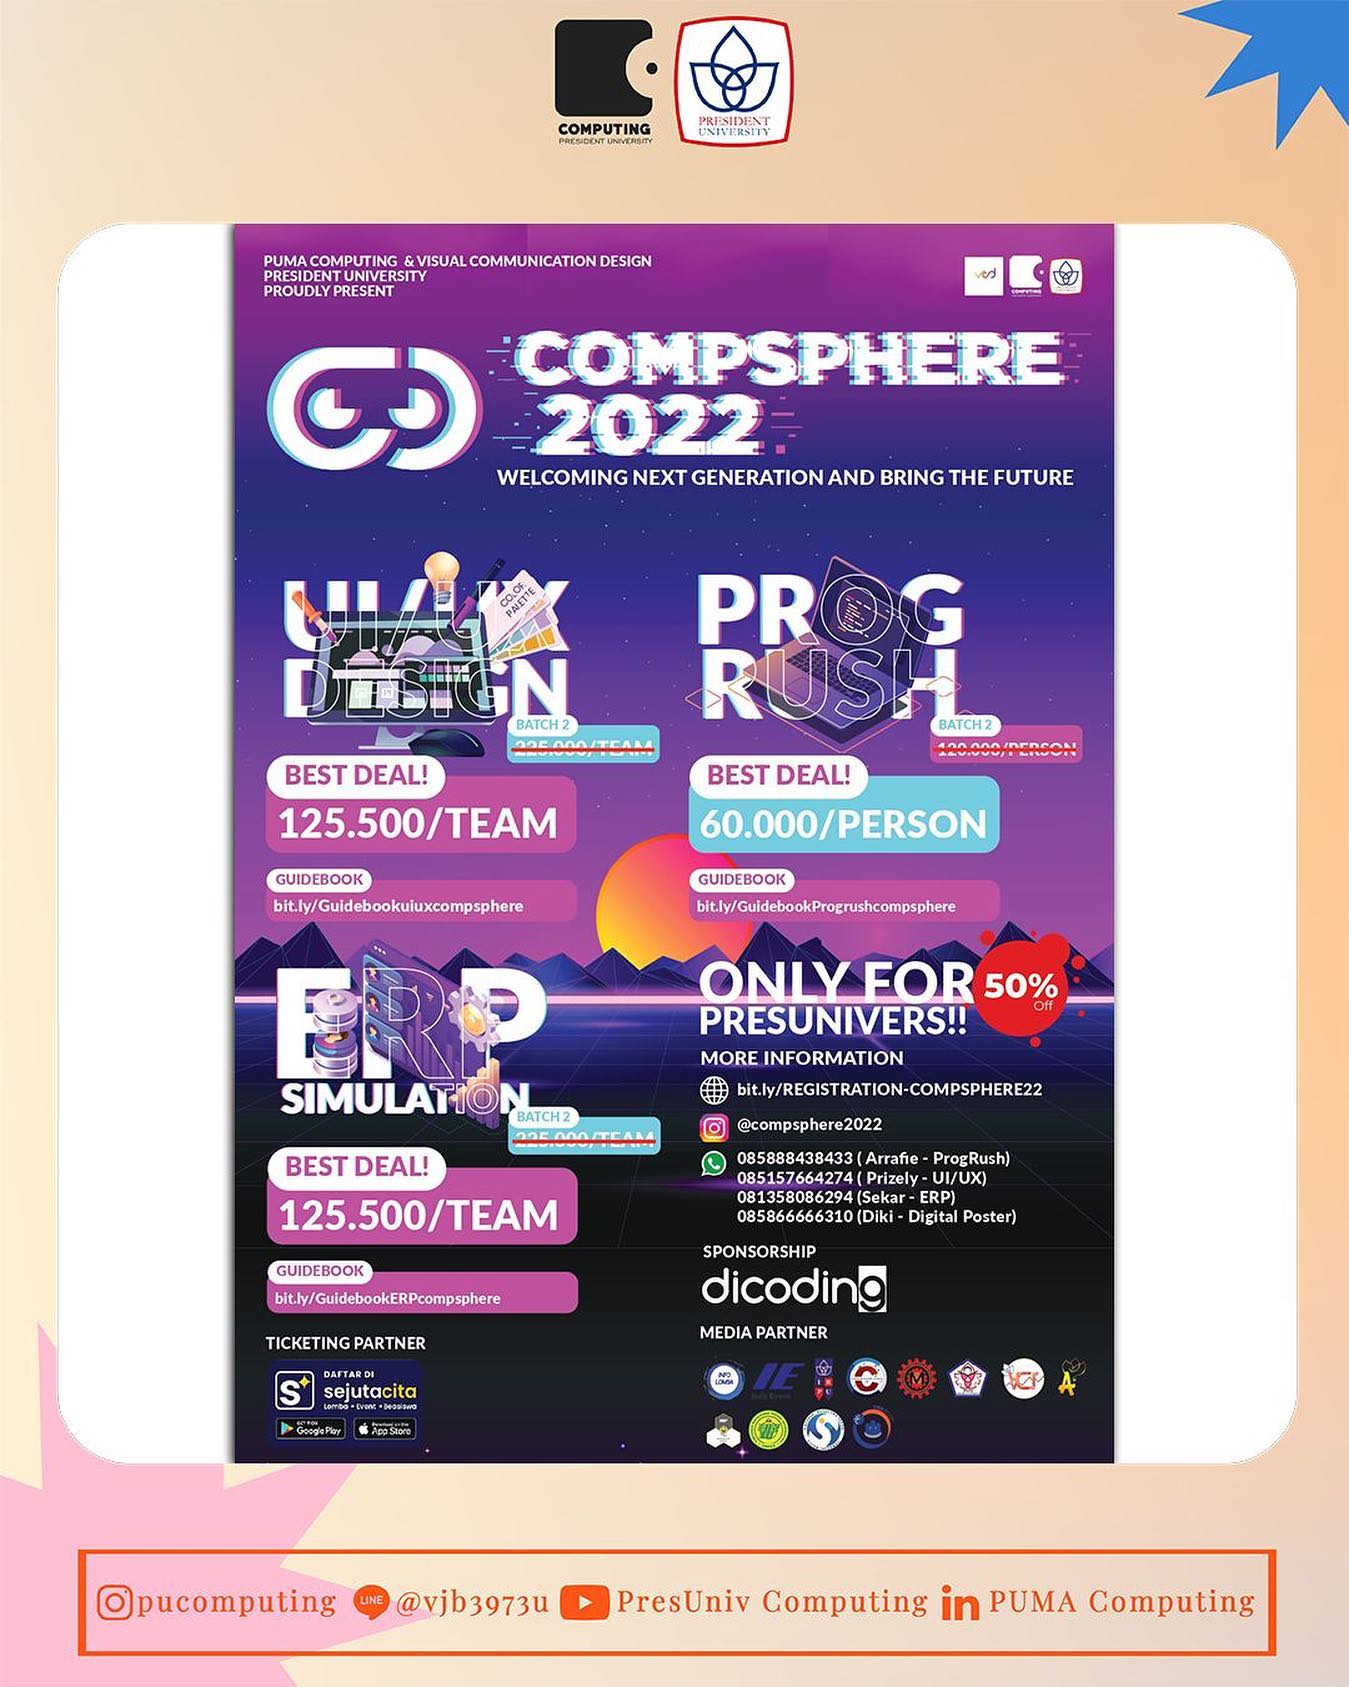 COMPUTING
PRESIDENT UNIVERSITY
PRESIDENT
UNIVERSITY
PUMA COMPUTING & VISUAL COMMUNICATION DESIGN
PRESIDENT UNIVERSITY
PROUDLY PRESENT
COMPSPHERE
2022
WELCOMING NEXT GENERATION AND BRING THE FUTURE
UI/UX
DESIGN
COLOR
PALETTE
BATCH 2
225.000/TEAM
BEST DEAL!
125.500/TEAM
GUIDEBOOK
bit.ly/Guidebookuiuxcompsphere
PROG
RUSH
BATCH 2
120.000/PERSON
BEST DEAL!
60.000/PERSON
GUIDEBOOK
bit.ly/GuidebookProgrushcompsphere
ERP
SIMULATION
BATCH 2
225.000/TEAM
BEST DEAL!
125.500/TEAM
GUIDEBOOK
bit.ly/GuidebookERPcompsphere
TICKETING PARTNER
DAFTAR DI
sejutacita
Lomba • Event • Beasiswa
GET IT ON
Google Play
Download on the
App Store
ONLY FOR
PRESUNIVERS!!
50%
Off
MORE INFORMATION
bit.ly/REGISTRATION-COMPSPHERE22
@compsphere2022
085888438433 ( Arrafie - ProgRush)
085157664274 ( Prizely - UI/UX)
081358086294 (Sekar - ERP)
085866666310 (Diki - Digital Poster)
SPONSORSHIP
dicoding
MEDIA PARTNER
INFO
LOMBA
IE
Info Event
pucomputing
LINE
@vjb3973u
PresUniv Computing
in
PUMA Computing